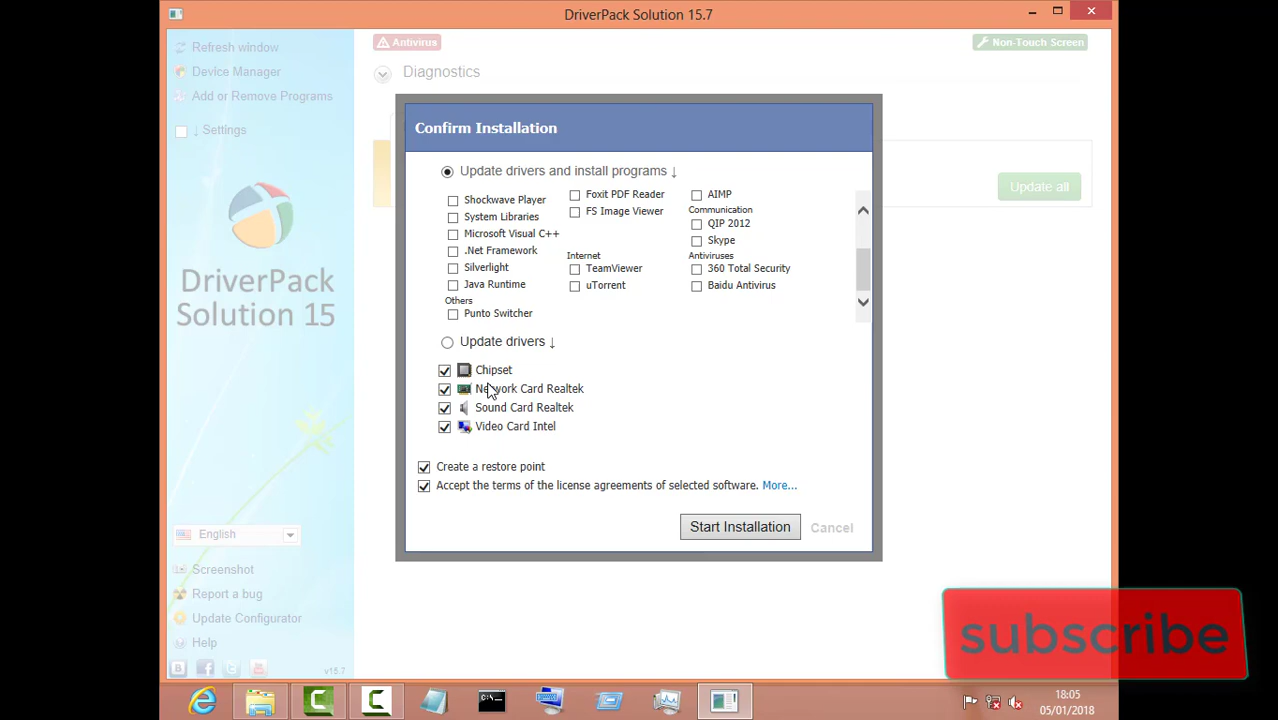 DriverPack Solution 15.7
Refresh window
Device Manager
Add or Remove Programs
↓ Settings
DriverPack
Solution 15
English
Screenshot
Report a bug
Update Configurator
Help
v15.7
Antivirus
Non-Touch Screen
Diagnostics
Update all
Confirm Installation
Update drivers and install programs ↓
Shockwave Player
System Libraries
Microsoft Visual C++
.Net Framework
Silverlight
Java Runtime
Others
Punto Switcher
Foxit PDF Reader
FS Image Viewer
Internet
TeamViewer
uTorrent
AIMP
Communication
QIP 2012
Skype
Antiviruses
360 Total Security
Baidu Antivirus
Update drivers ↓
Chipset
Network Card Realtek
Sound Card Realtek
Video Card Intel
Create a restore point
Accept the terms of the license agreements of selected software. More...
Start Installation
Cancel
subscribe
18:05
05/01/2018